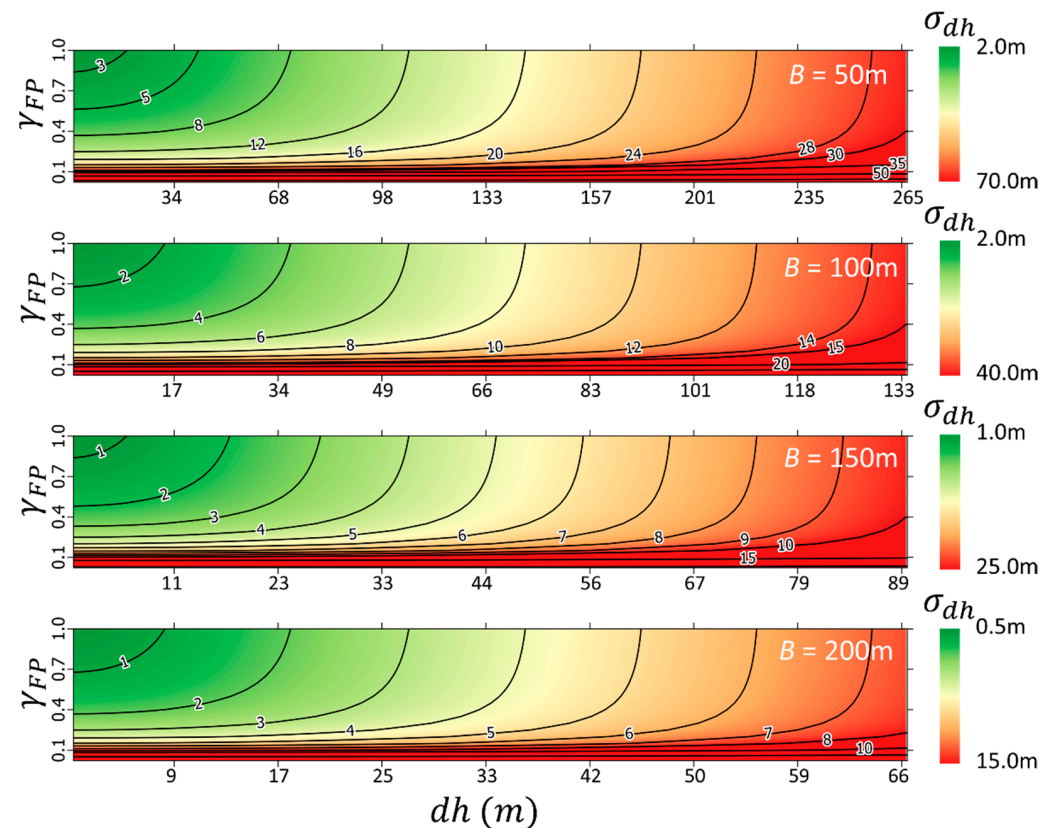 σdh
2.0m
70.0m
γFP
1.0
0.7
0.4
0.1
B = 50m
3
5
8
12
16
20
24
28
30
35
50
34 68 98 133 157 201 235 265
σdh
2.0m
40.0m
γFP
1.0
0.7
0.4
0.1
B = 100m
2
4
6
8
10
12
14
15
20
17 34 49 66 83 101 118 133
σdh
1.0m
25.0m
γFP
1.0
0.7
0.4
0.1
B = 150m
1
2
3
4
5
6
7
8
9
10
15
11 23 33 44 56 67 79 89
σdh
0.5m
15.0m
γFP
1.0
0.7
0.4
0.1
B = 200m
1
2
3
4
5
6
7
8
10
9 17 25 33 42 50 59 66
dh (m)